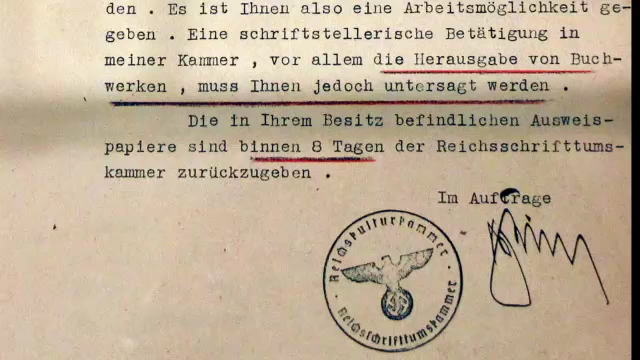 den . Es ist Ihnen also eine Arbeitsmöglichkeit ge-
geben . Eine schriftstellerische Betätigung in
meiner Kammer , vor allem die Herausgabe von Buch-
werken , muss Ihnen jedoch untersagt werden .
Die in Ihrem Besitz befindlichen Ausweis-
papiere sind binnen 8 Tagen der Reichsschrifttums-
kammer zurückzugeben .
Im Auftrage
Reichskulturkammer
Reichsschrifttumskammer